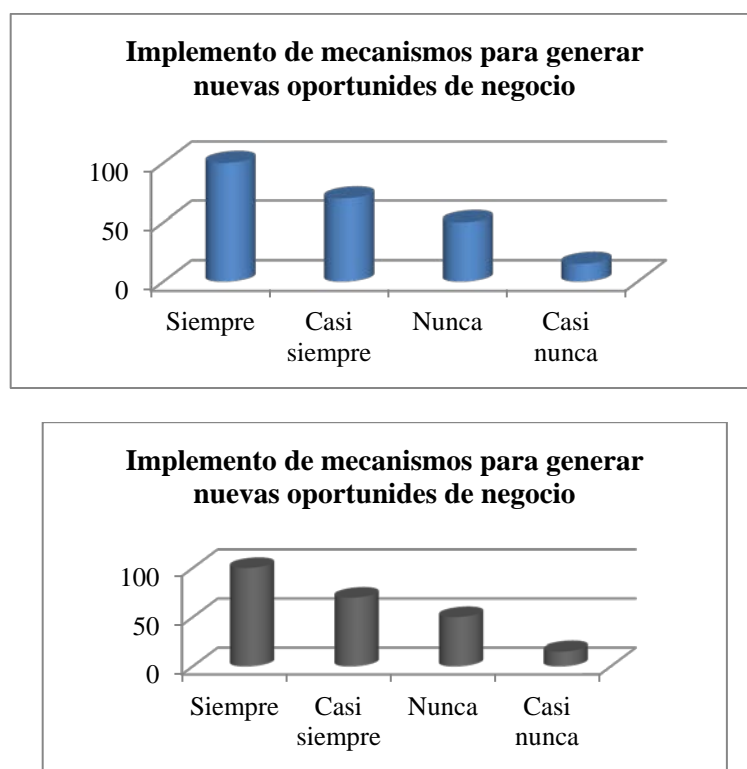 Implemento de mecanismos para generar
nuevas oportunides de negocio
100
50
0
Siempre
Casi
siempre
Nunca
Casi
nunca
Implemento de mecanismos para generar
nuevas oportunides de negocio
100
50
0
Siempre
Casi
siempre
Nunca
Casi
nunca